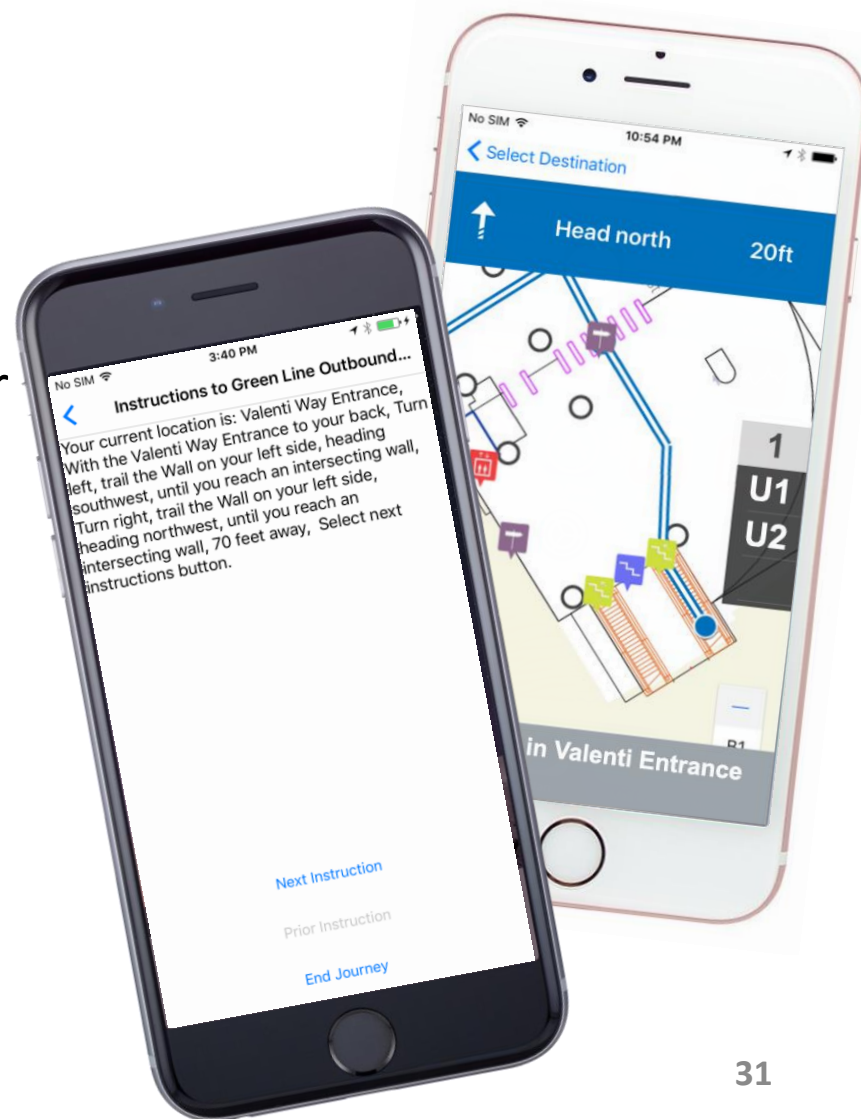 No SIM
3:40 PM
Instructions to Green Line Outbound...
Your current location is: Valenti Way Entrance,
With the Valenti Way Entrance to your back, Turn
left, trail the Wall on your left side, heading
southwest, until you reach an intersecting wall,
Turn right, trail the Wall on your left side,
heading northwest, until you reach an
intersecting wall, 70 feet away,  Select next
instructions button.
Next Instruction
Prior Instruction
End Journey
No SIM
10:54 PM
Select Destination
Head north
20ft
1
U1
U2
in Valenti Entrance
31